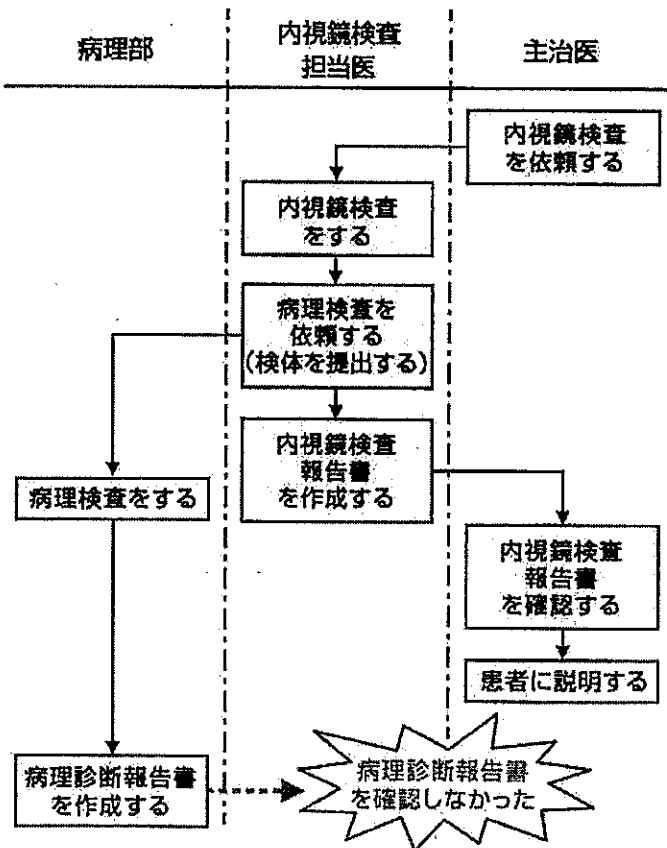 病理部
内視鏡検査
担当医
主治医
内視鏡検査
を依頼する
内視鏡検査
をする
病理検査を
依頼する
(検体を提出する)
内視鏡検査
報告書
を作成する
病理検査をする
内視鏡検査
報告書
を確認する
患者に説明する
病理診断報告書
を作成する
病理診断報告書
を確認しなかった